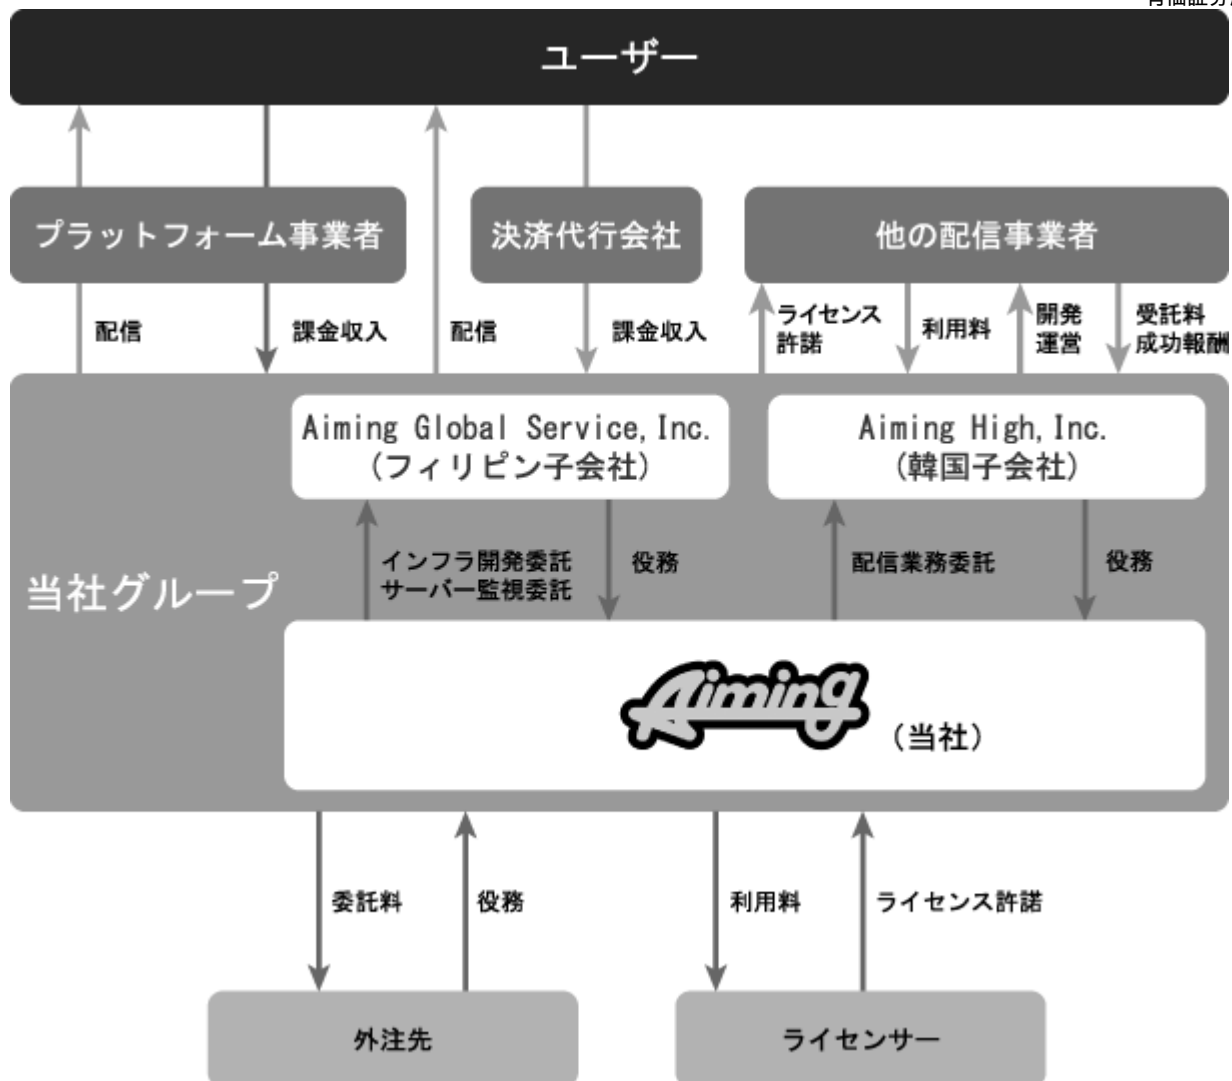 ユーザー
プラットフォーム事業者
決済代行会社
他の配信事業者
配信
課金収入
配信
課金収入
ライセンス
許諾
利用料
開発
運営
受託料
成功報酬
Aiming Global Service, Inc.
(フィリピン子会社)
Aiming High, Inc.
(韓国子会社)
インフラ開発委託
サーバー監視委託
役務
配信業務委託
役務
当社グループ
Aiming
(当社)
委託料
役務
利用料
ライセンス許諾
外注先
ライセンサー